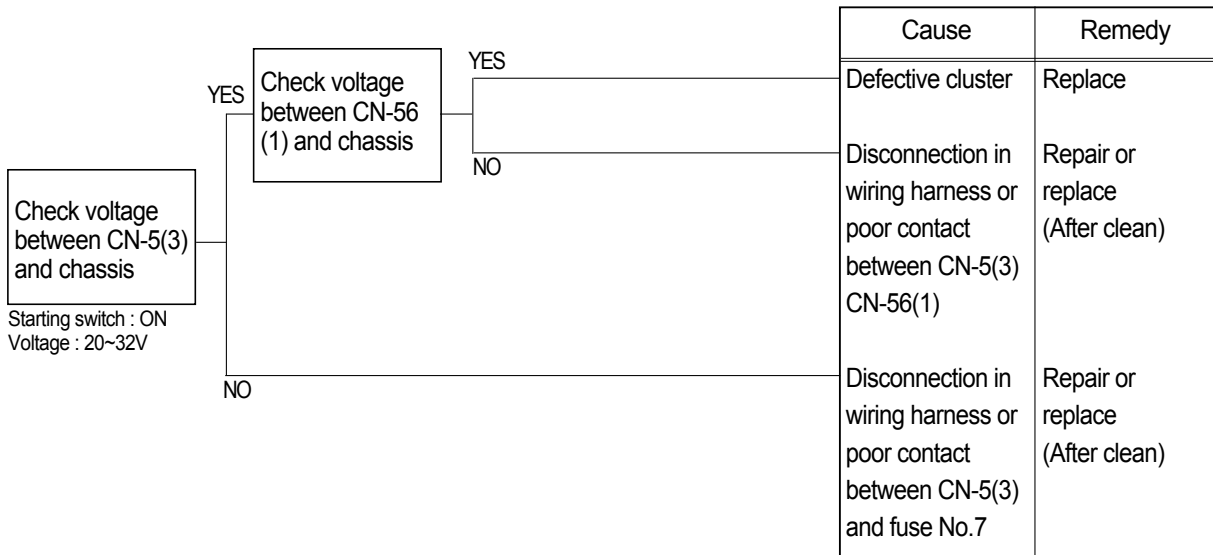 Check voltage
between CN-5(3)
and chassis
Starting switch : ON
Voltage : 20~32V
YES
NO
Check voltage
between CN-56
(1) and chassis
YES
NO
Cause
Remedy
Defective cluster
Replace
Disconnection in
wiring harness or
poor contact
between CN-5(3)
CN-56(1)
Repair or
replace
(After clean)
Disconnection in
wiring harness or
poor contact
between CN-5(3)
and fuse No.7
Repair or
replace
(After clean)